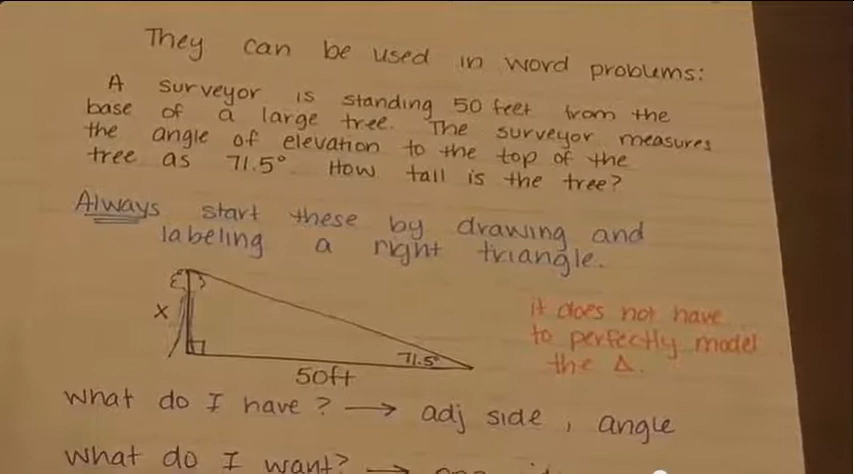 They can be used in word problems:
A surveyor is standing 50 feet from the
base of a large tree. The surveyor measures
the angle of elevation to the top of the
tree as 71.5° How tall is the tree?
Always start these by drawing and
labeling a right triangle.
x
71.5°
50ft
it does not have
to perfectly model
the Δ.
What do I have? → adj side, angle
What do I want? →